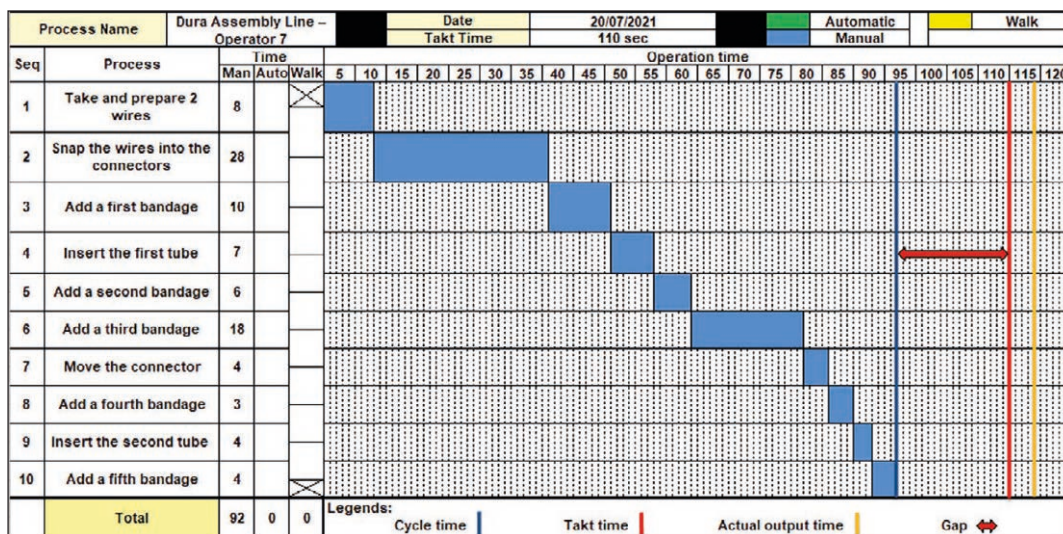 Process Name Dura Assembly Line – Operator 7 Date 20/07/2021 Automatic Walk
Takt Time 110 sec Manual
Seq Process Time Operation time
Man Auto Walk 5 10 15 20 25 30 35 40 45 50 55 60 65 70 75 80 85 90 95 100 105 110 115 120
1 Take and prepare 2 wires 8
2 Snap the wires into the connectors 28
3 Add a first bandage 10
4 Insert the first tube 7
5 Add a second bandage 6
6 Add a third bandage 18
7 Move the connector 4
8 Add a fourth bandage 3
9 Insert the second tube 4
10 Add a fifth bandage 4
Total 92 0 0
Legends:
Cycle time Takt time Actual output time Gap